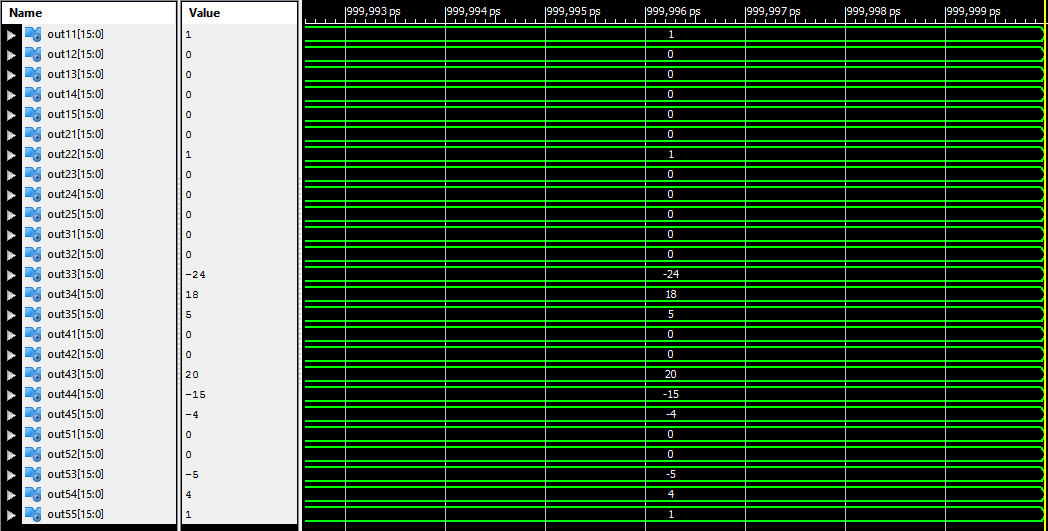 Name Value 999,993 ps 999,994 ps 999,995 ps 999,996 ps 999,997 ps 999,998 ps 999,999 ps
out11[15:0] 1 1
out12[15:0] 0 0
out13[15:0] 0 0
out14[15:0] 0 0
out15[15:0] 0 0
out21[15:0] 0 0
out22[15:0] 1 1
out23[15:0] 0 0
out24[15:0] 0 0
out25[15:0] 0 0
out31[15:0] 0 0
out32[15:0] 0 0
out33[15:0] -24 -24
out34[15:0] 18 18
out35[15:0] 5 5
out41[15:0] 0 0
out42[15:0] 0 0
out43[15:0] 20 20
out44[15:0] -15 -15
out45[15:0] -4 -4
out51[15:0] 0 0
out52[15:0] 0 0
out53[15:0] -5 -5
out54[15:0] 4 4
out55[15:0] 1 1